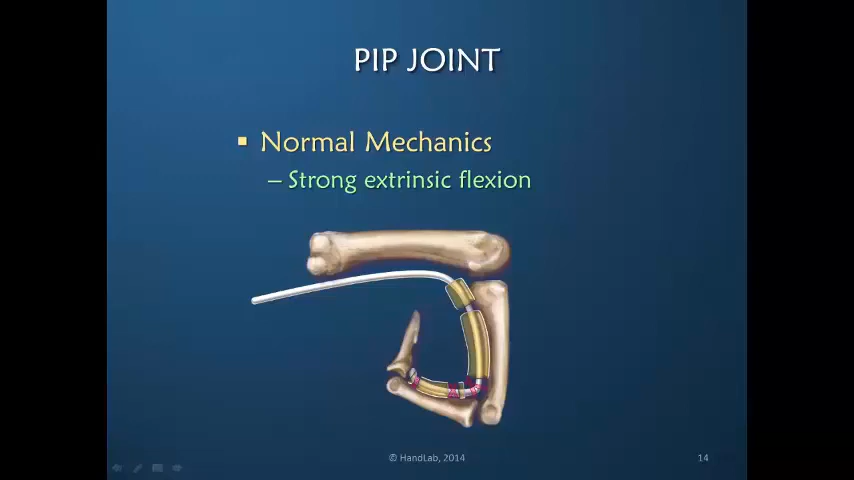 PIP JOINT
▪ Normal Mechanics
– Strong extrinsic flexion
© HandLab, 2014
14